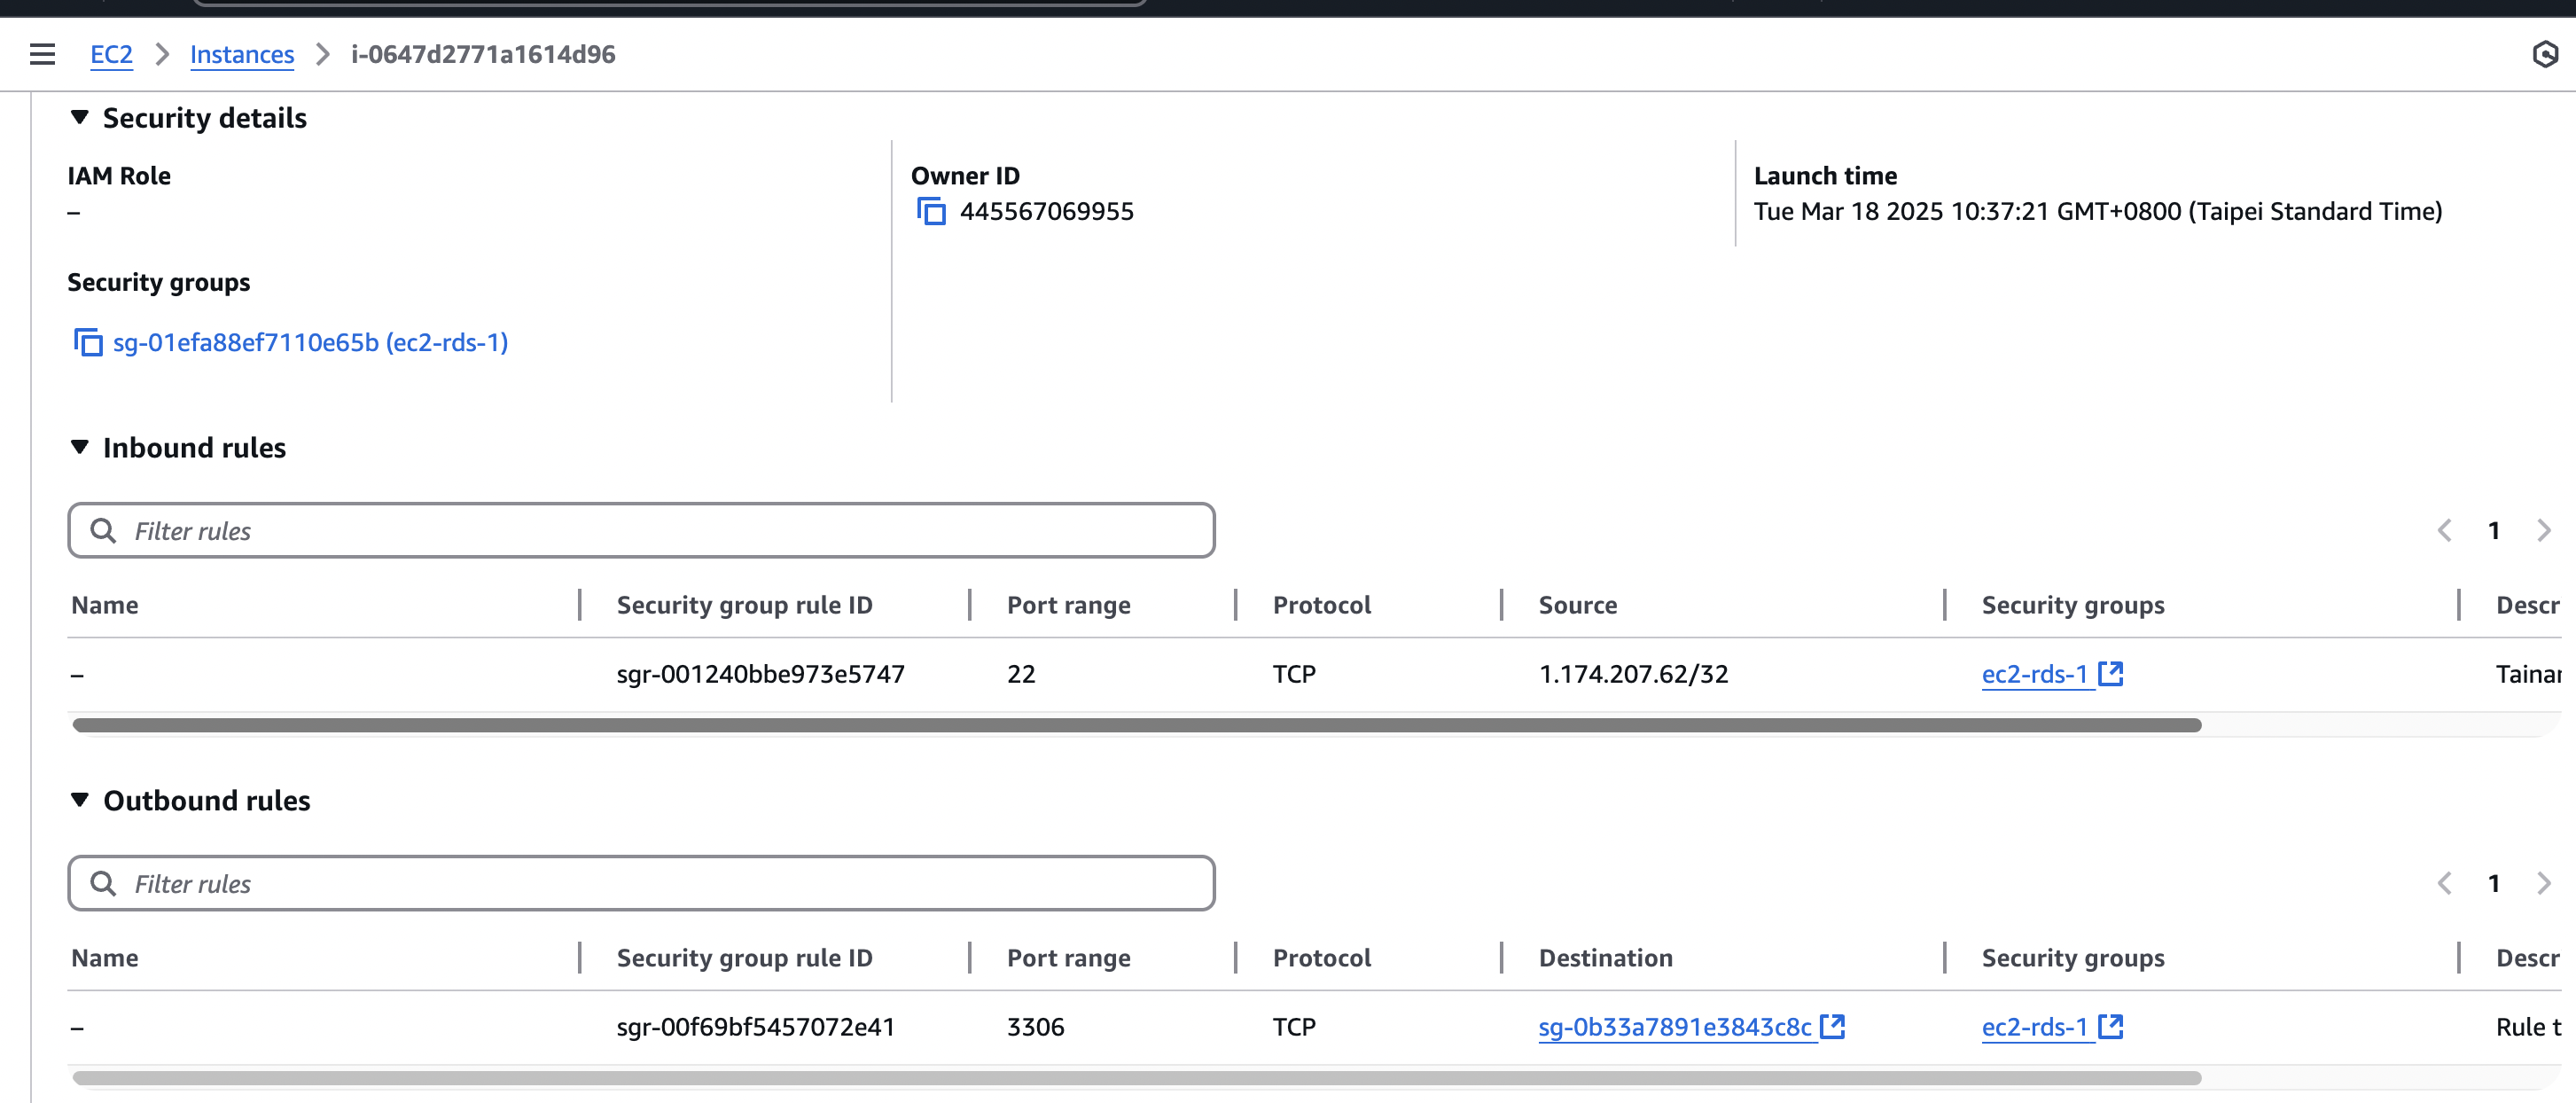 EC2 > Instances > i-0647d2771a1614d96
Security details
IAM Role
–
Owner ID
445567069955
Launch time
Tue Mar 18 2025 10:37:21 GMT+0800 (Taipei Standard Time)
Security groups
sg-01efa88ef7110e65b (ec2-rds-1)
Inbound rules
Filter rules
1
Name Security group rule ID Port range Protocol Source Security groups Descr
– sgr-001240bbe973e5747 22 TCP 1.174.207.62/32 ec2-rds-1 Tainar
Outbound rules
Filter rules
1
Name Security group rule ID Port range Protocol Destination Security groups Descr
– sgr-00f69bf5457072e41 3306 TCP sg-0b33a7891e3843c8c ec2-rds-1 Rule t